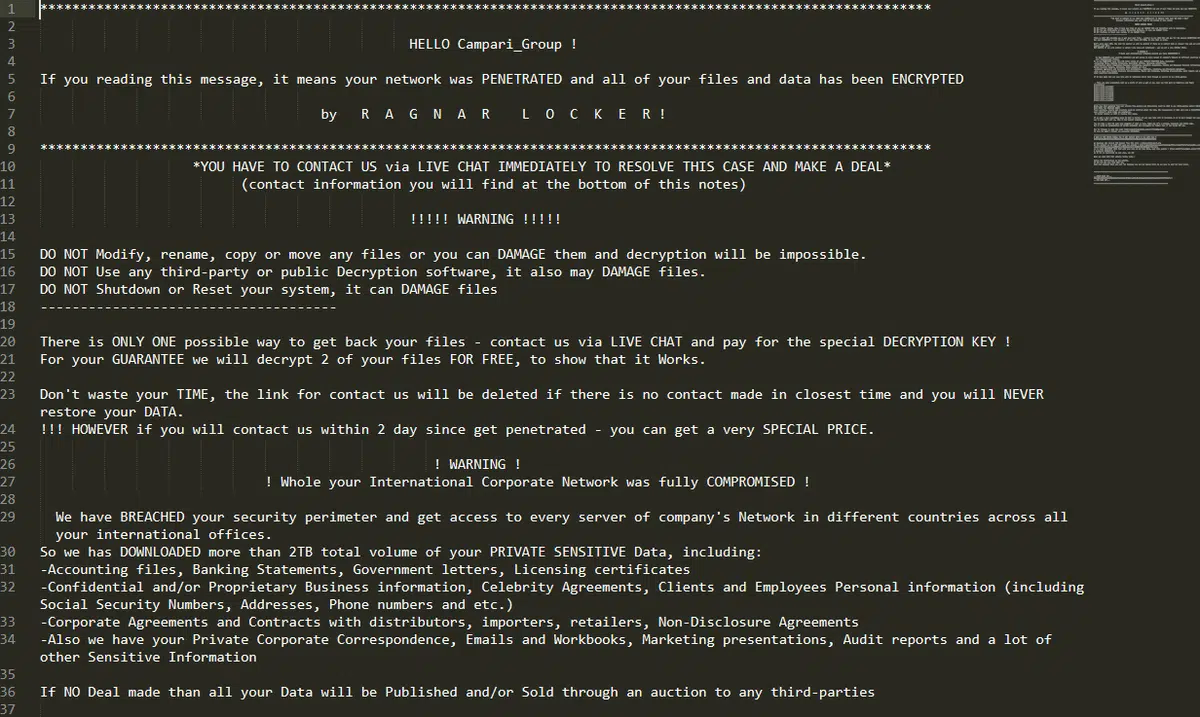 1 ****************************************************************************************************************
2
3 HELLO Campari_Group !
4
5 If you reading this message, it means your network was PENETRATED and all of your files and data has been ENCRYPTED
6
7 by R A G N A R L O C K E R !
8
9 ****************************************************************************************************************
10 *YOU HAVE TO CONTACT US via LIVE CHAT IMMEDIATELY TO RESOLVE THIS CASE AND MAKE A DEAL*
11 (contact information you will find at the bottom of this notes)
12
13 !!!!! WARNING !!!!!
14
15 DO NOT Modify, rename, copy or move any files or you can DAMAGE them and decryption will be impossible.
16 DO NOT Use any third-party or public Decryption software, it also may DAMAGE files.
17 DO NOT Shutdown or Reset your system, it can DAMAGE files
18 -------------------------------------
19
20 There is ONLY ONE possible way to get back your files - contact us via LIVE CHAT and pay for the special DECRYPTION KEY !
21 For your GUARANTEE we will decrypt 2 of your files FOR FREE, to show that it Works.
22
23 Don't waste your TIME, the link for contact us will be deleted if there is no contact made in closest time and you will NEVER
restore your DATA.
24 !!! HOWEVER if you will contact us within 2 day since get penetrated - you can get a very SPECIAL PRICE.
25
26 ! WARNING !
27 ! Whole your International Corporate Network was fully COMPROMISED !
28
29 We have BREACHED your security perimeter and get access to every server of company's Network in different countries across all
your international offices.
30 So we has DOWNLOADED more than 2TB total volume of your PRIVATE SENSITIVE Data, including:
31 -Accounting files, Banking Statements, Government letters, Licensing certificates
32 -Confidential and/or Proprietary Business information, Celebrity Agreements, Clients and Employees Personal information (including
Social Security Numbers, Addresses, Phone numbers and etc.)
33 -Corporate Agreements and Contracts with distributors, importers, retailers, Non-Disclosure Agreements
34 -Also we have your Private Corporate Correspondence, Emails and Workbooks, Marketing presentations, Audit reports and a lot of
other Sensitive Information
35
36 If NO Deal made than all your Data will be Published and/or Sold through an auction to any third-parties
37